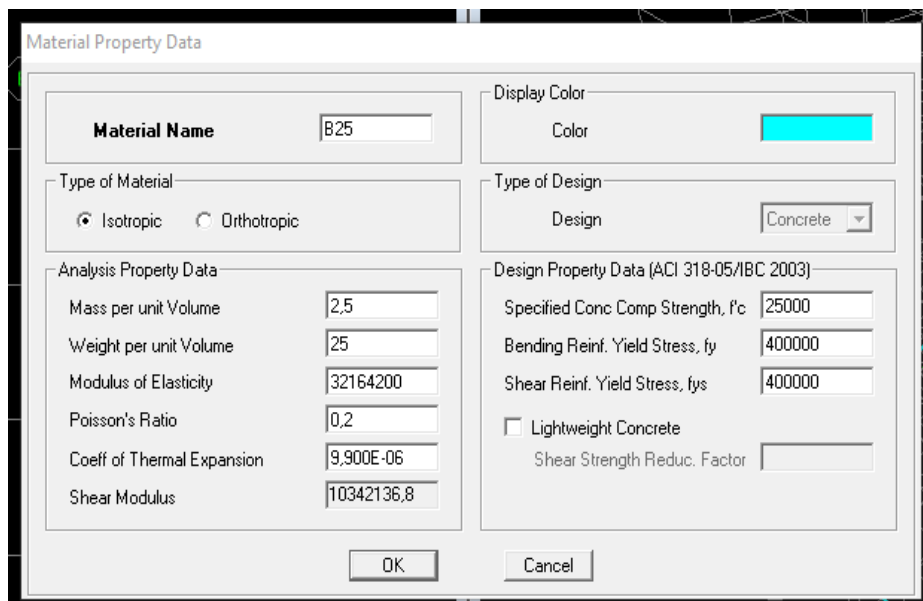 Material Property Data
Material Name
B25
Display Color
Color
Type of Material
Isotropic
Orthotropic
Type of Design
Design
Concrete
Analysis Property Data
Mass per unit Volume
2,5
Weight per unit Volume
25
Modulus of Elasticity
32164200
Poisson's Ratio
0,2
Coeff of Thermal Expansion
9,900E-06
Shear Modulus
10342136,8
Design Property Data (ACI 318-05/IBC 2003)
Specified Conc Comp Strength, f'c
25000
Bending Reinf. Yield Stress, fy
400000
Shear Reinf. Yield Stress, fys
400000
Lightweight Concrete
Shear Strength Reduc. Factor
OK
Cancel